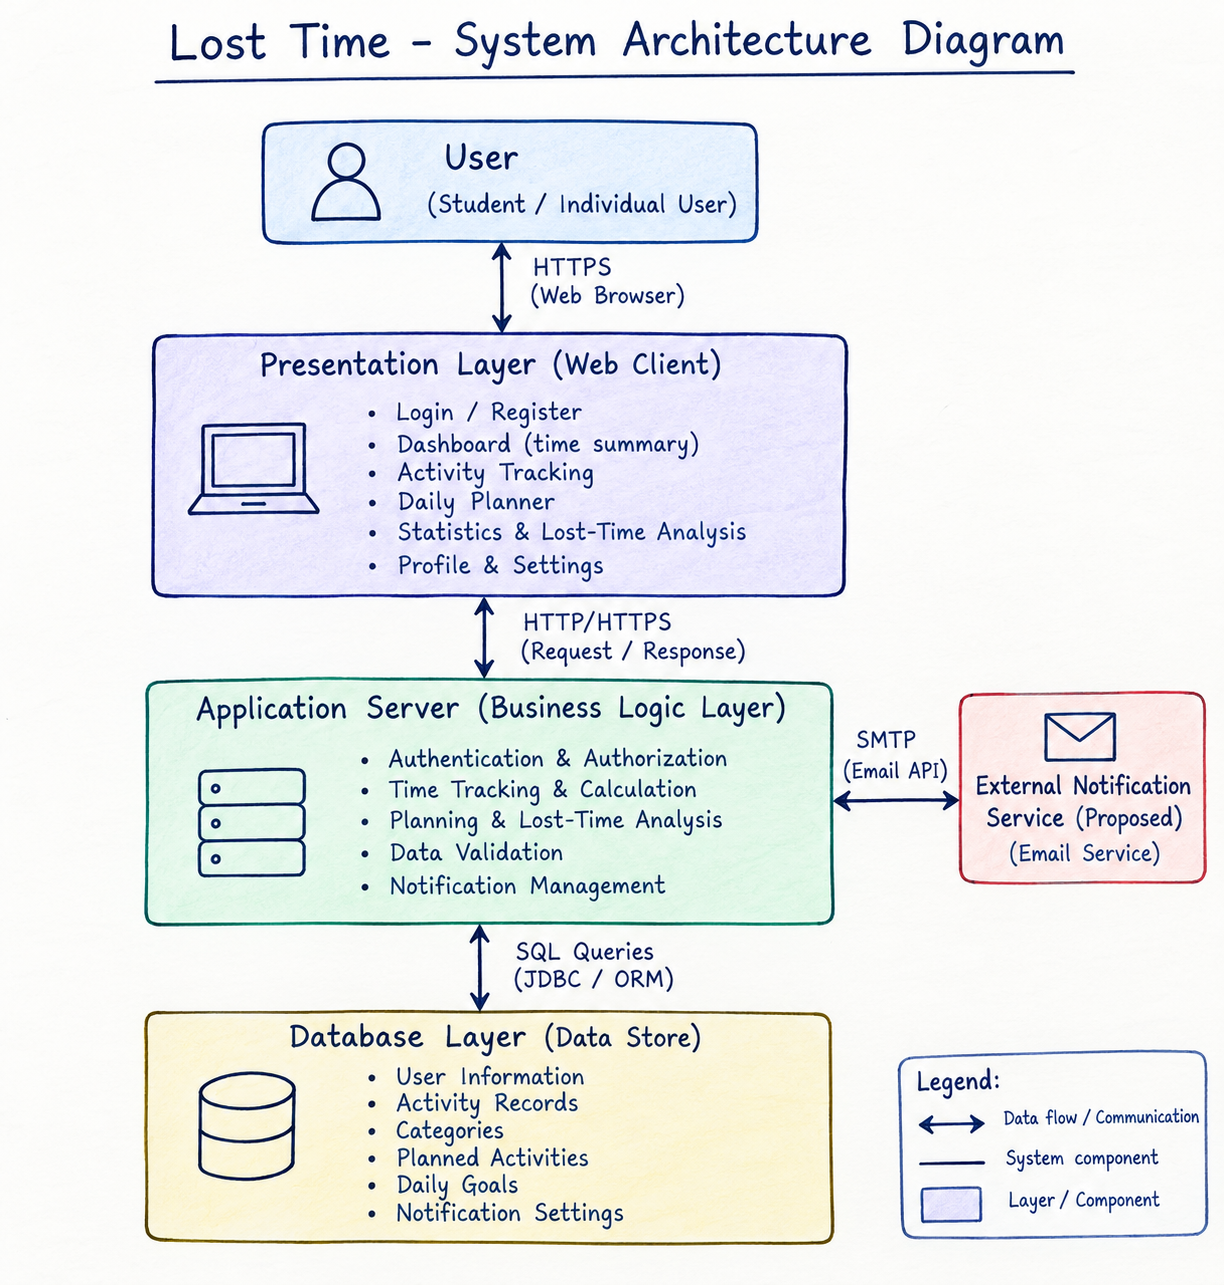 Lost Time – System Architecture Diagram
User
(Student / Individual User)
HTTPS
(Web Browser)
Presentation Layer (Web Client)
• Login / Register
• Dashboard (time summary)
• Activity Tracking
• Daily Planner
• Statistics & Lost-Time Analysis
• Profile & Settings
HTTP/HTTPS
(Request / Response)
Application Server (Business Logic Layer)
• Authentication & Authorization
• Time Tracking & Calculation
• Planning & Lost-Time Analysis
• Data Validation
• Notification Management
SMTP
(Email API)
External Notification
Service (Proposed)
(Email Service)
SQL Queries
(JDBC / ORM)
Database Layer (Data Store)
• User Information
• Activity Records
• Categories
• Planned Activities
• Daily Goals
• Notification Settings
Legend:
Data flow / Communication
System component
Layer / Component